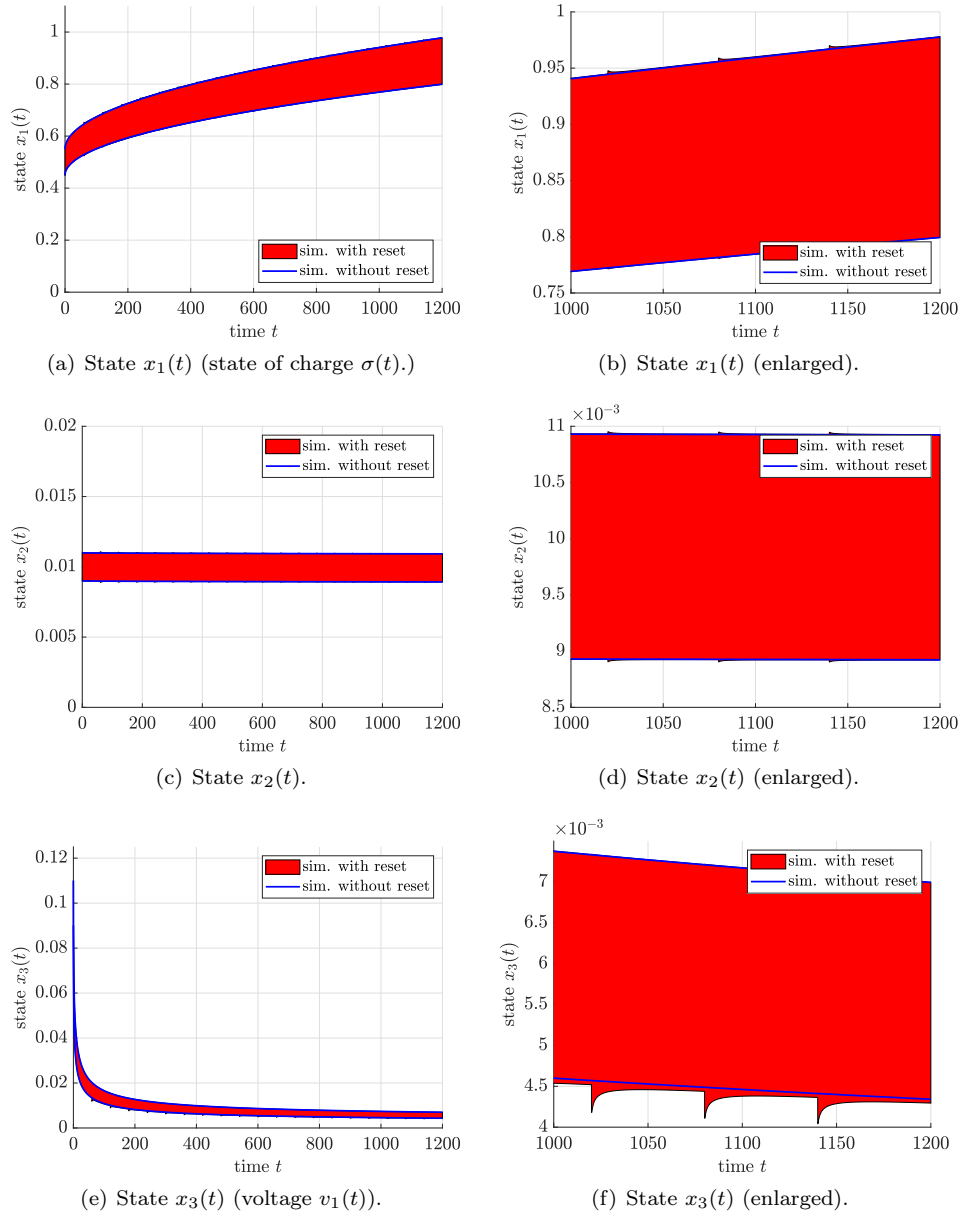 1
0.8
0.6
0.4
0.2
0
0 200 400 600 800 1000 1200
state x₁(t)
time t
sim. with reset
sim. without reset
(a) State x₁(t) (state of charge σ(t).)
1
0.95
0.9
0.85
0.8
0.75
1000 1050 1100 1150 1200
state x₁(t)
time t
sim. with reset
sim. without reset
(b) State x₁(t) (enlarged).
0.02
0.015
0.01
0.005
0
0 200 400 600 800 1000 1200
state x₂(t)
time t
sim. with reset
sim. without reset
(c) State x₂(t).
×10⁻³
11
10.5
10
9.5
9
8.5
1000 1050 1100 1150 1200
state x₂(t)
time t
sim. with reset
sim. without reset
(d) State x₂(t) (enlarged).
0.12
0.1
0.08
0.06
0.04
0.02
0
0 200 400 600 800 1000 1200
state x₃(t)
time t
sim. with reset
sim. without reset
(e) State x₃(t) (voltage v₁(t)).
×10⁻³
7
6.5
6
5.5
5
4.5
4
1000 1050 1100 1150 1200
state x₃(t)
time t
sim. with reset
sim. without reset
(f) State x₃(t) (enlarged).